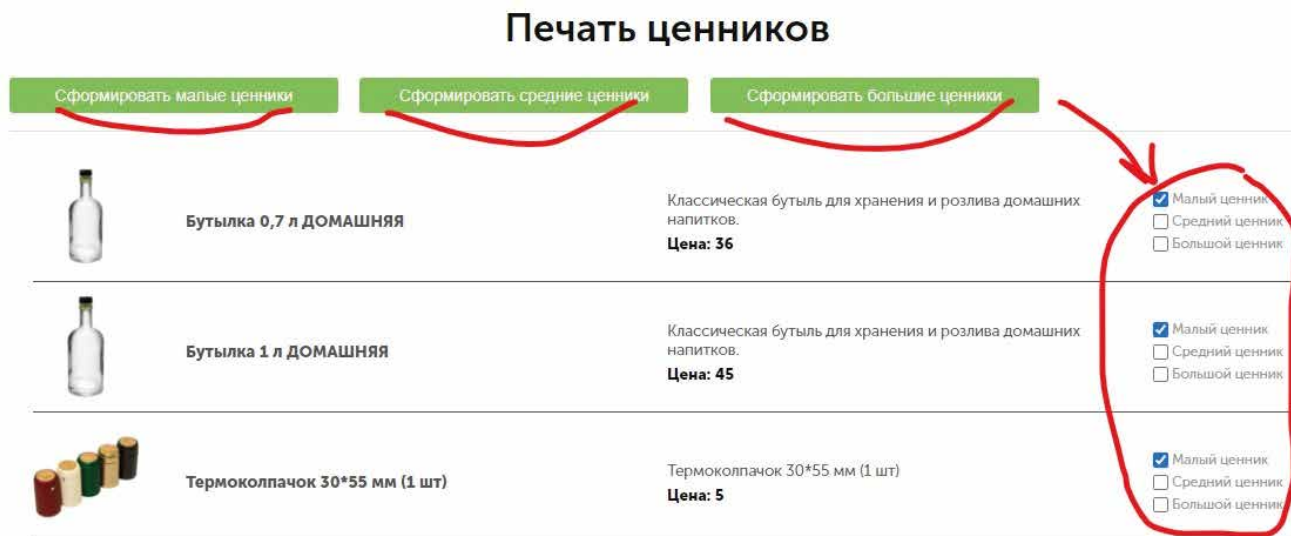 Печать ценников
Сформировать малые ценники
Сформировать средние ценники
Сформировать большие ценники
Бутылка 0,7 л ДОМАШНЯЯ
Классическая бутыль для хранения и розлива домашних
напитков.
Цена: 36
Малый ценник
Средний ценник
Большой ценник
Бутылка 1 л ДОМАШНЯЯ
Классическая бутыль для хранения и розлива домашних
напитков.
Цена: 45
Малый ценник
Средний ценник
Большой ценник
Термоколпачок 30*55 мм (1 шт)
Термоколпачок 30*55 мм (1 шт)
Цена: 5
Малый ценник
Средний ценник
Большой ценник